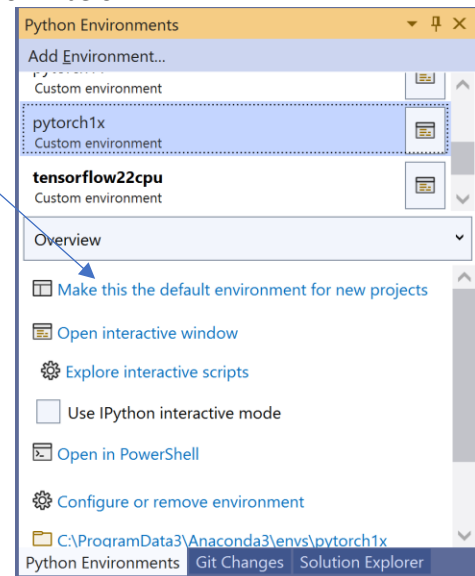 Python Environments
Add Environment...
Custom environment
pytorch1x
Custom environment
tensorflow22cpu
Custom environment
Overview
Make this the default environment for new projects
Open interactive window
Explore interactive scripts
Use IPython interactive mode
Open in PowerShell
Configure or remove environment
C:\ProgramData3\Anaconda3\envs\pytorch1x
Python Environments Git Changes Solution Explorer